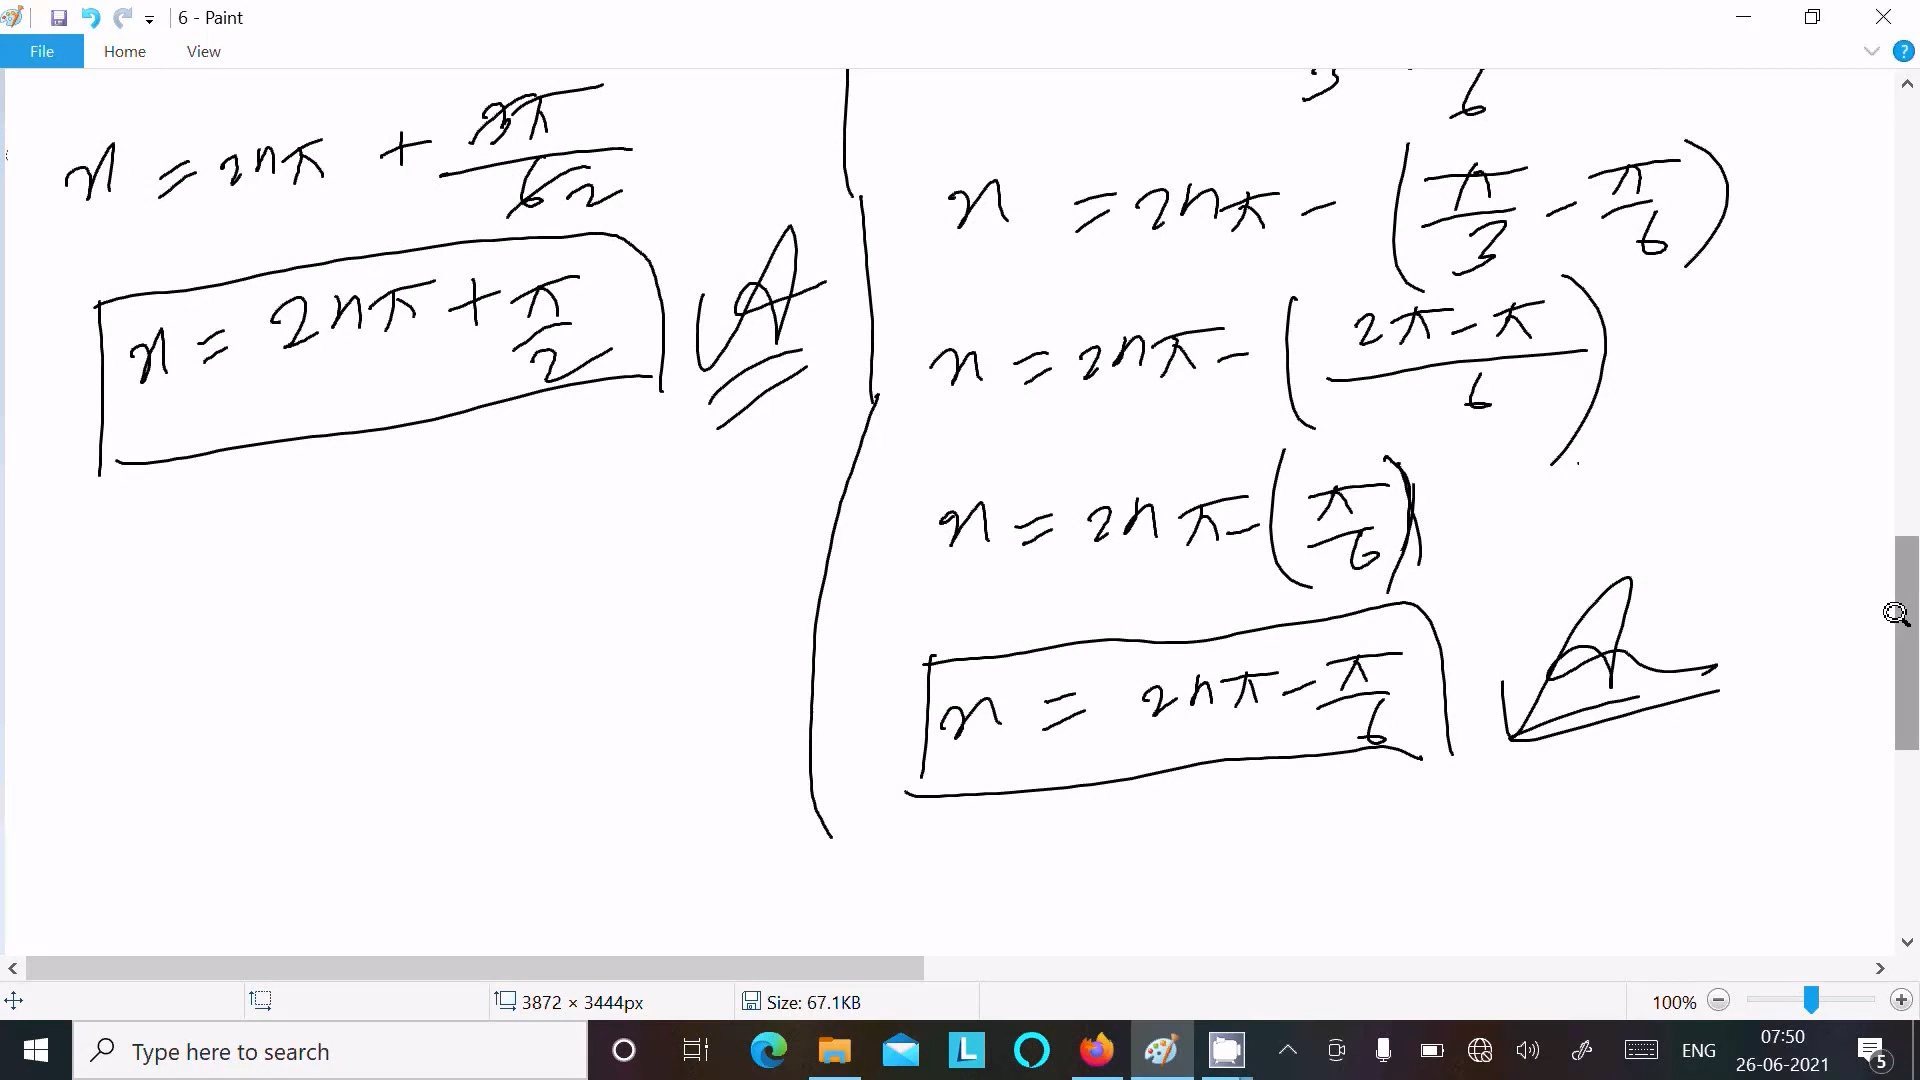 6 - Paint
File Home View
x = 2nπ + 3π/6 2
x = 2nπ + π/2
3 6
x = 2nπ - (π/3 - π/6)
x = 2nπ - (2π - π/6)
x = 2nπ - (π/6)
x = 2nπ - π/6
3872 × 3444px
Size: 67.1KB
100%
Type here to search
L
ENG
07:50
26-06-2021
5